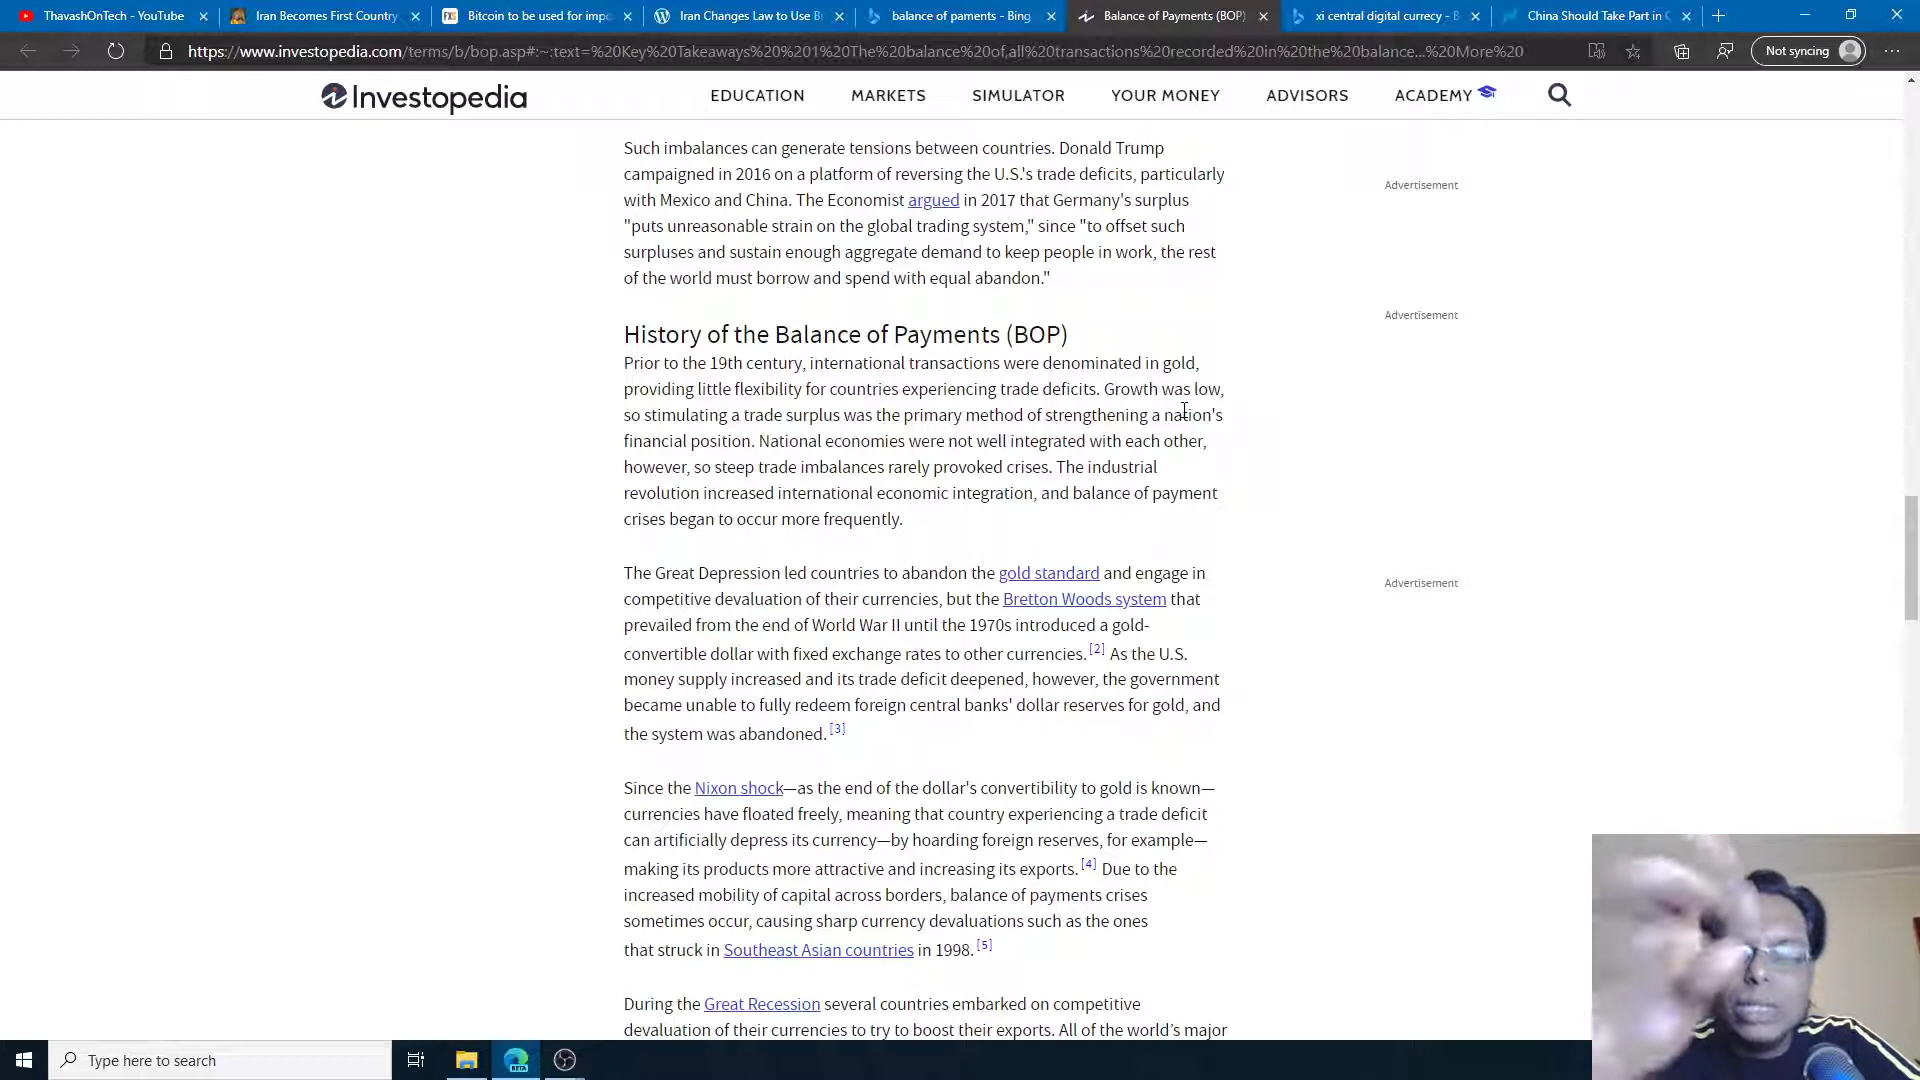 ThavashOnTech - YouTube
Iran Becomes First Country
Bitcoin to be used for impo
Iran Changes Law to Use B
balance of paments - Bing
Balance of Payments (BOP)
xi central digital currecy - B
China Should Take Part in C
https://www.investopedia.com/terms/b/bop.asp#:~:text=%20Key%20Takeaways%20%201%20The%20balance%20of,all%20transactions%20recorded%20in%20the%20balance...%20More%20
Not syncing
Investopedia
EDUCATION MARKETS SIMULATOR YOUR MONEY ADVISORS ACADEMY
Such imbalances can generate tensions between countries. Donald Trump
campaigned in 2016 on a platform of reversing the U.S.'s trade deficits, particularly
with Mexico and China. The Economist argued in 2017 that Germany's surplus
"puts unreasonable strain on the global trading system," since "to offset such
surpluses and sustain enough aggregate demand to keep people in work, the rest
of the world must borrow and spend with equal abandon."
Advertisement
Advertisement
Advertisement
History of the Balance of Payments (BOP)
Prior to the 19th century, international transactions were denominated in gold,
providing little flexibility for countries experiencing trade deficits. Growth was low,
so stimulating a trade surplus was the primary method of strengthening a nation's
financial position. National economies were not well integrated with each other,
however, so steep trade imbalances rarely provoked crises. The industrial
revolution increased international economic integration, and balance of payment
crises began to occur more frequently.
The Great Depression led countries to abandon the gold standard and engage in
competitive devaluation of their currencies, but the Bretton Woods system that
prevailed from the end of World War II until the 1970s introduced a gold-
convertible dollar with fixed exchange rates to other currencies. [2] As the U.S.
money supply increased and its trade deficit deepened, however, the government
became unable to fully redeem foreign central banks' dollar reserves for gold, and
the system was abandoned. [3]
Since the Nixon shock—as the end of the dollar's convertibility to gold is known—
currencies have floated freely, meaning that country experiencing a trade deficit
can artificially depress its currency—by hoarding foreign reserves, for example—
making its products more attractive and increasing its exports. [4] Due to the
increased mobility of capital across borders, balance of payments crises
sometimes occur, causing sharp currency devaluations such as the ones
that struck in Southeast Asian countries in 1998. [5]
During the Great Recession several countries embarked on competitive
devaluation of their currencies to try to boost their exports. All of the world’s major
Type here to search
BETA